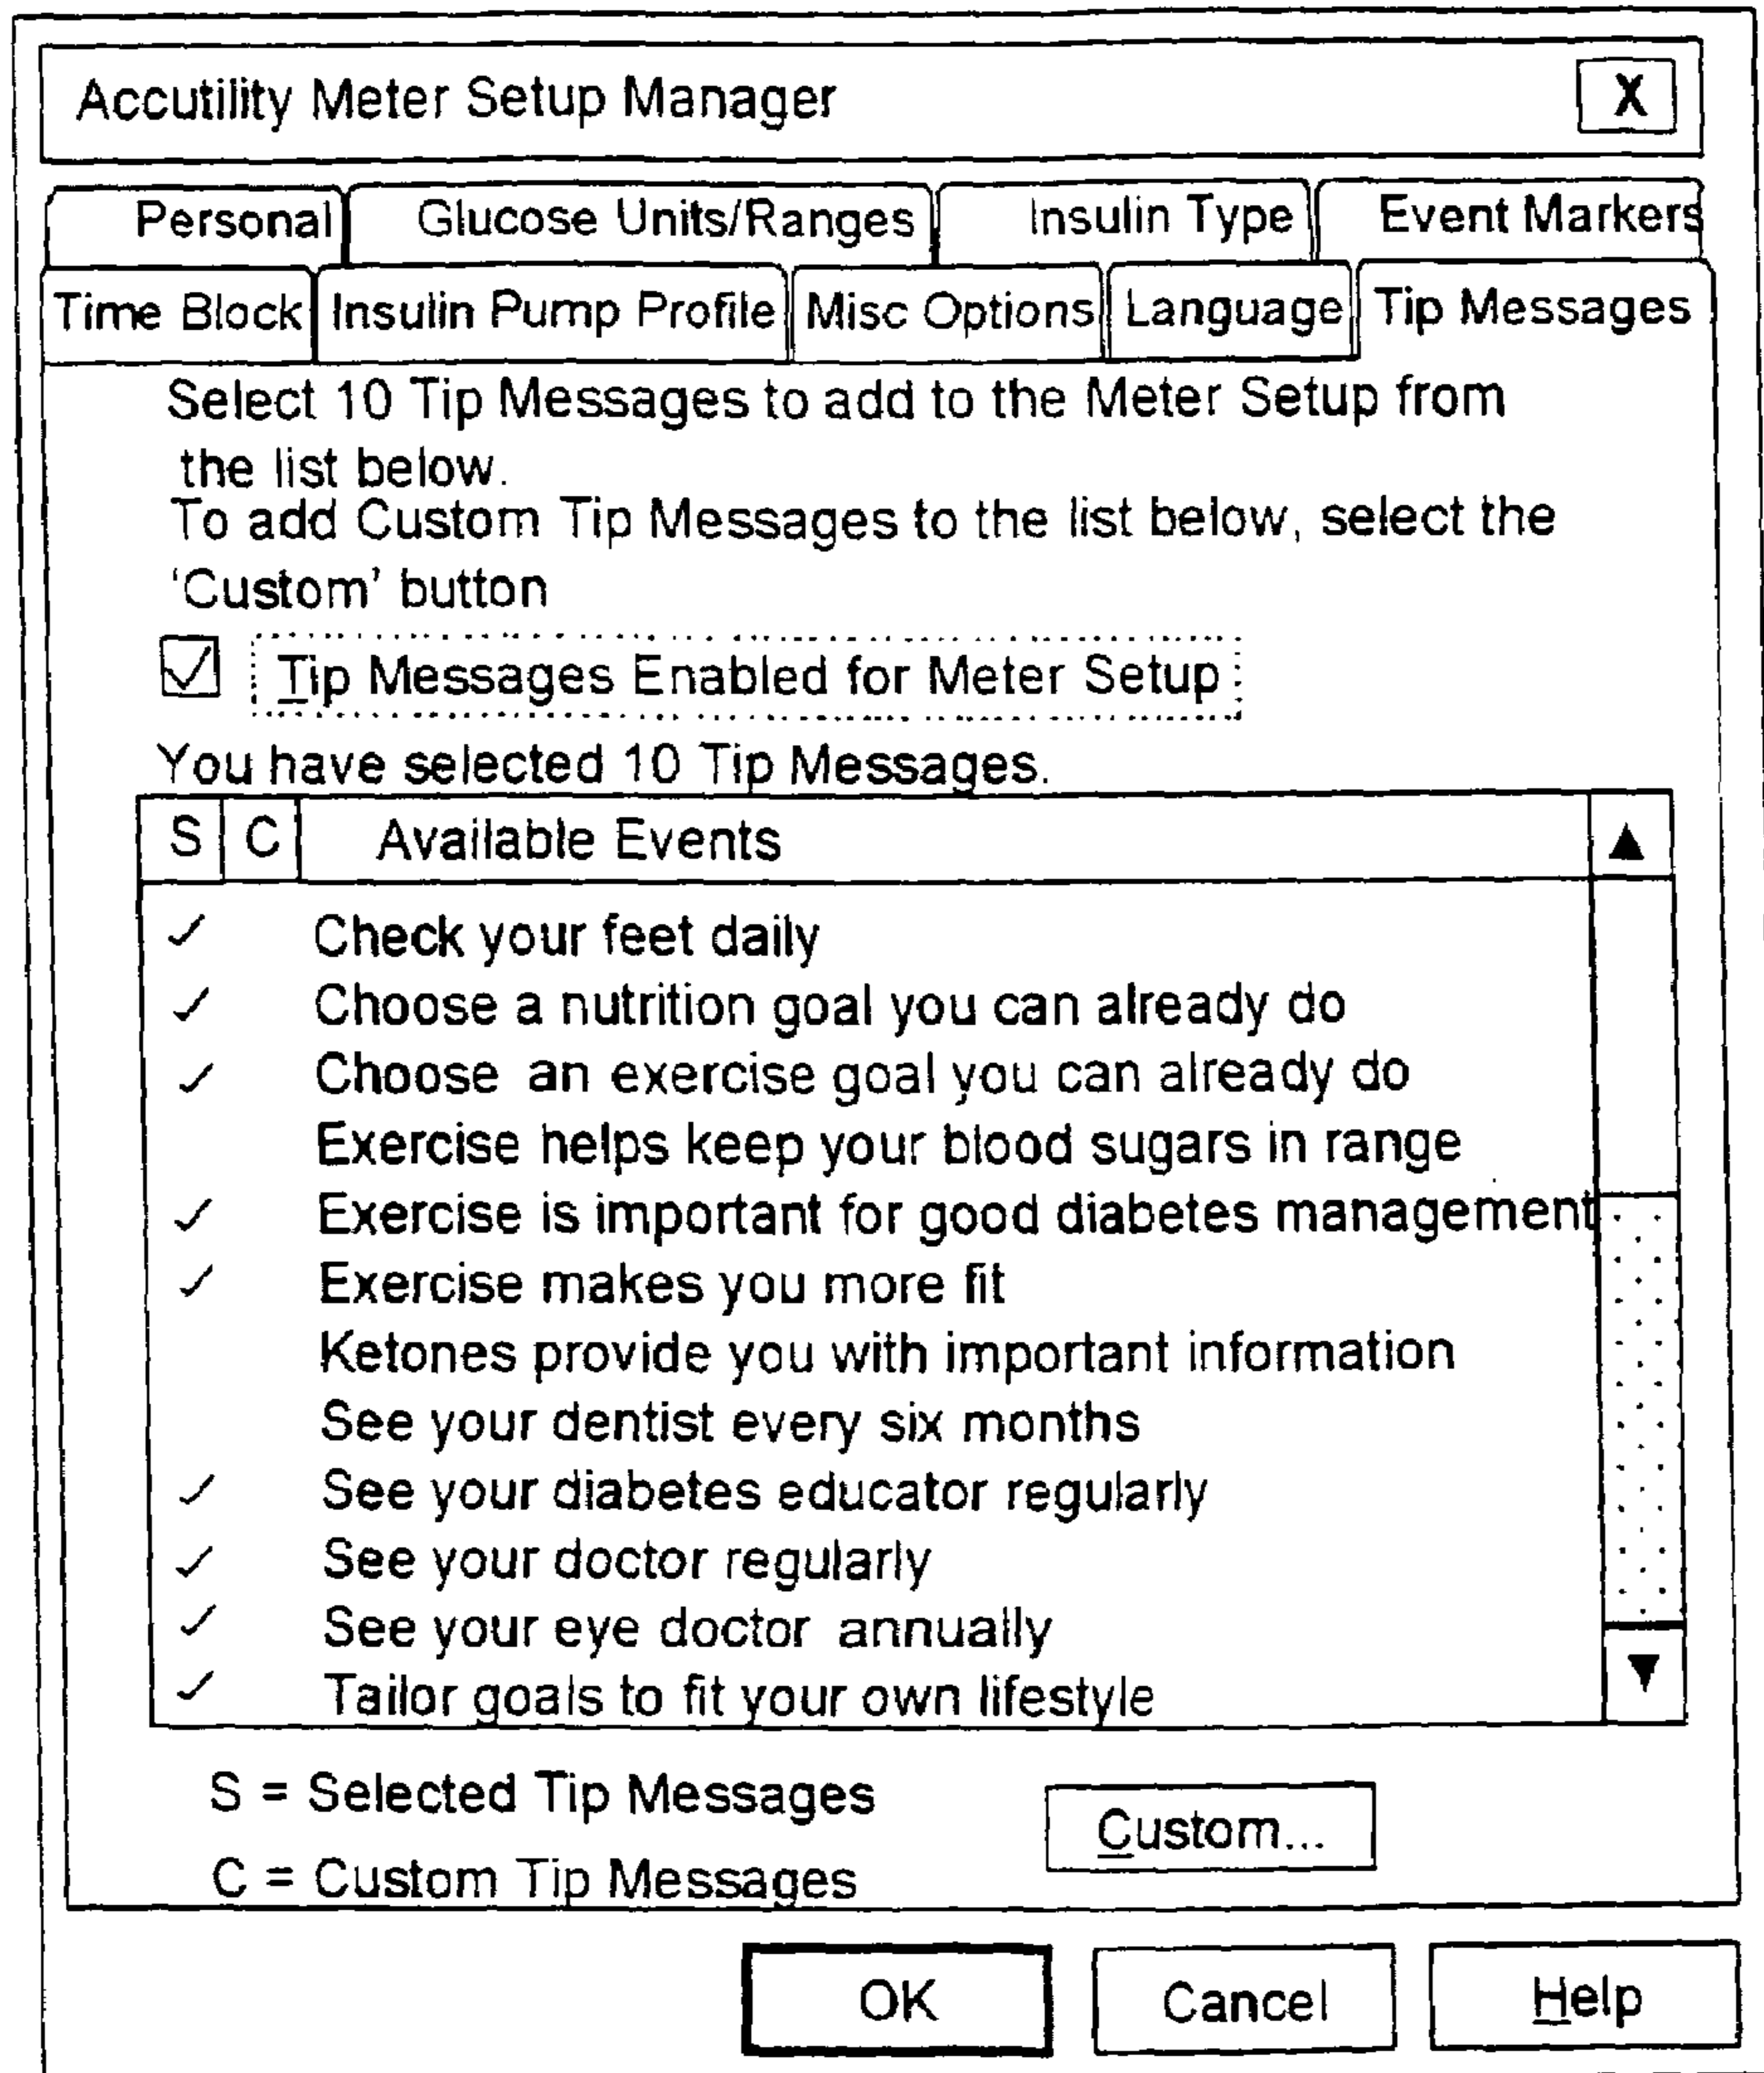 Accutility Meter Setup Manager X
Personal Glucose Units/Ranges Insulin Type Event Markers
Time Block Insulin Pump Profile Misc Options Language Tip Messages
Select 10 Tip Messages to add to the Meter Setup from
the list below.
To add Custom Tip Messages to the list below, select the
'Custom' button
Tip Messages Enabled for Meter Setup
You have selected 10 Tip Messages.
S C Available Events
Check your feet daily
Choose a nutrition goal you can already do
Choose an exercise goal you can already do
Exercise helps keep your blood sugars in range
Exercise is important for good diabetes management
Exercise makes you more fit
Ketones provide you with important information
See your dentist every six months
See your diabetes educator regularly
See your doctor regularly
See your eye doctor annually
Tailor goals to fit your own lifestyle
S = Selected Tip Messages
Custom...
C = Custom Tip Messages
OK Cancel Help